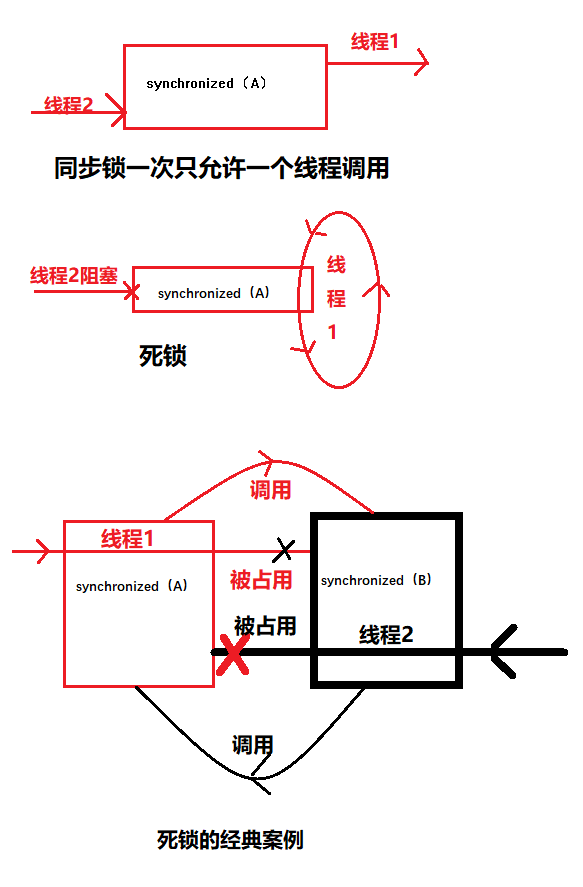 线程1
synchronized（A）
线程2
同步锁一次只允许一个线程调用
线程2阻塞
synchronized（A）
线
程
1
死锁
调用
线程1
被占用
synchronized（A）
synchronized（B）
被占用
线程2
调用
死锁的经典案例